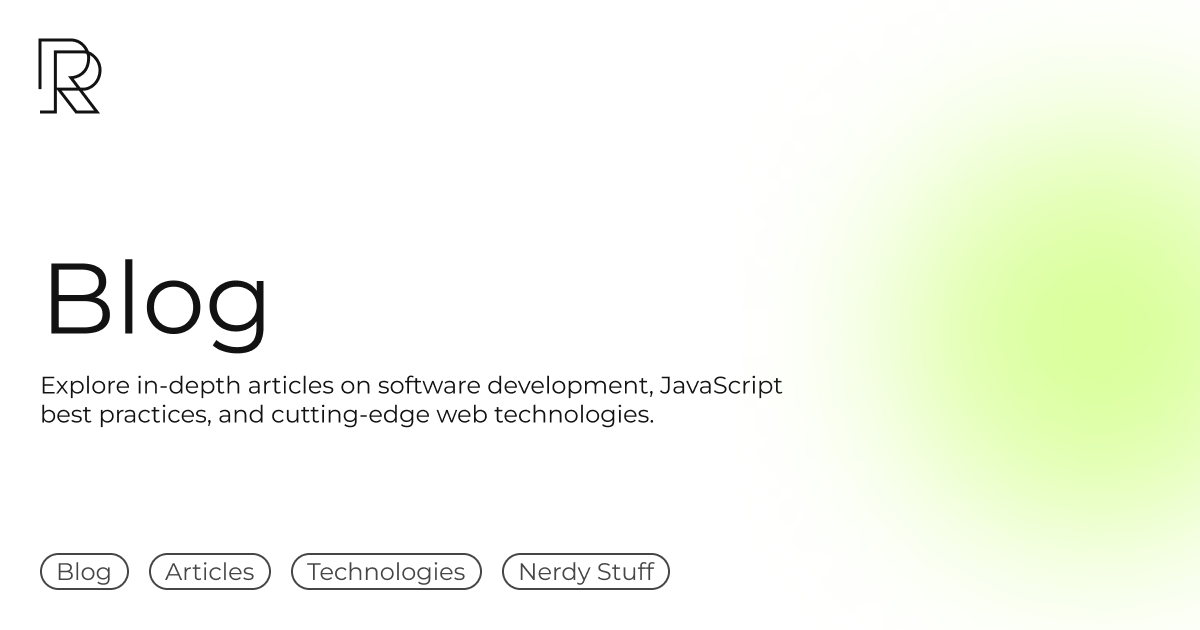 Blog
Explore in-depth articles on software development, JavaScript
best practices, and cutting-edge web technologies.
Blog Articles Technologies Nerdy Stuff